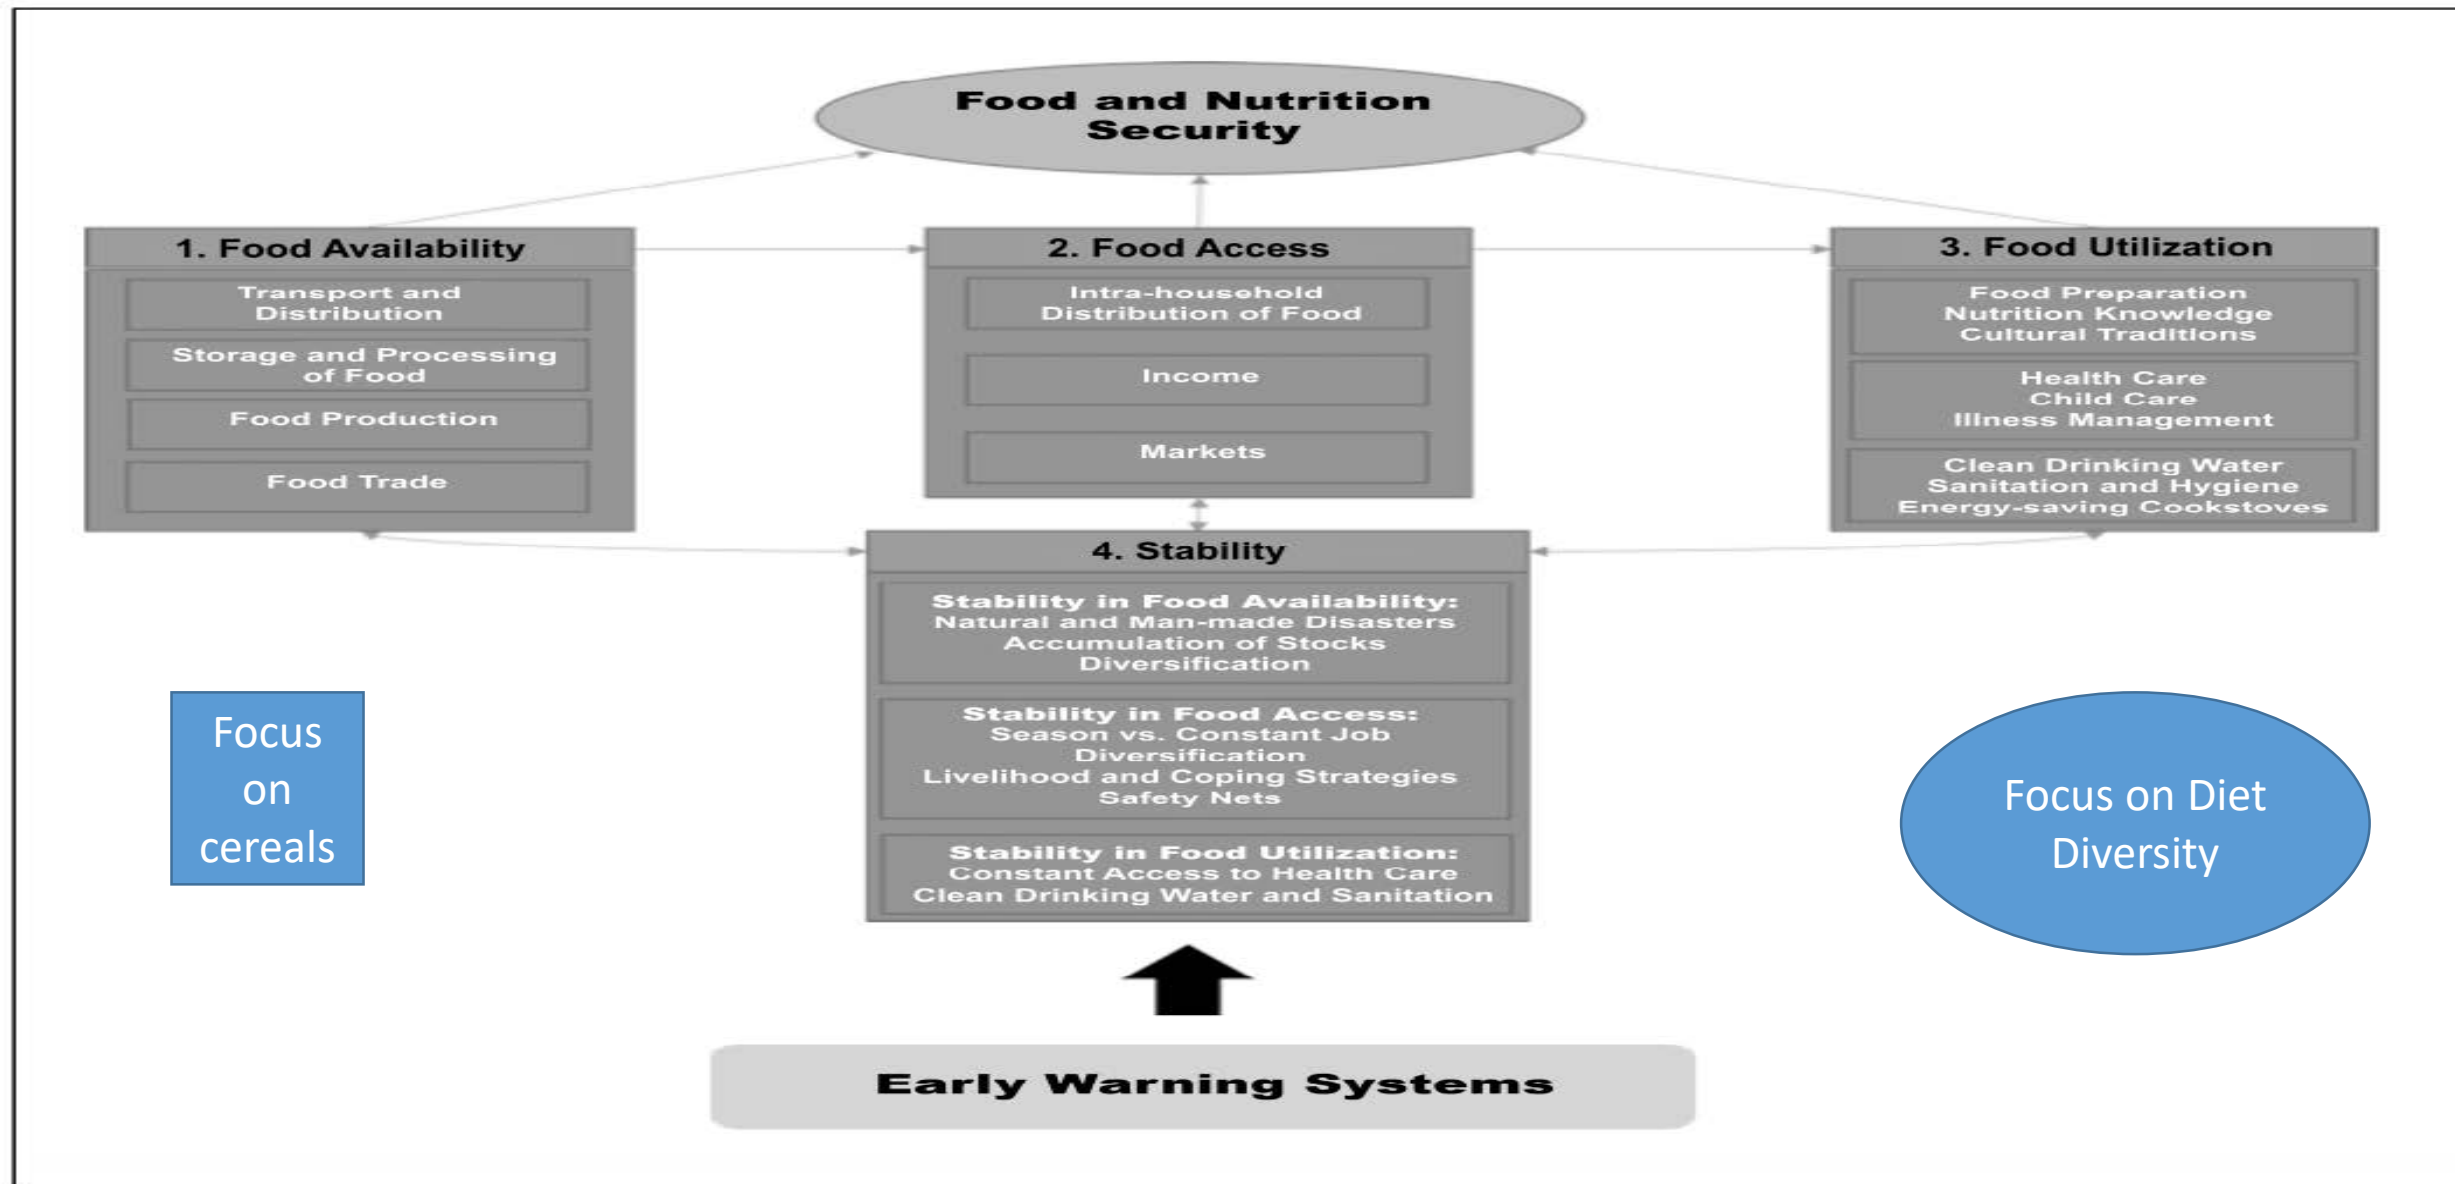 Food and Nutrition
Security
1. Food Availability
Transport and
Distribution
Storage and Processing
of Food
Food Production
Food Trade
2. Food Access
Intra-household
Distribution of Food
Income
Markets
3. Food Utilization
Food Preparation
Nutrition Knowledge
Cultural Traditions
Health Care
Child Care
Illness Management
Clean Drinking Water
Sanitation and Hygiene
Energy-saving Cookstoves
4. Stability
Stability in Food Availability:
Natural and Man-made Disasters
Accumulation of Stocks
Diversification
Stability in Food Access:
Season vs. Constant Job
Diversification
Livelihood and Coping Strategies
Safety Nets
Stability in Food Utilization:
Constant Access to Health Care
Clean Drinking Water and Sanitation
Focus
on
cereals
Focus on Diet
Diversity
Early Warning Systems